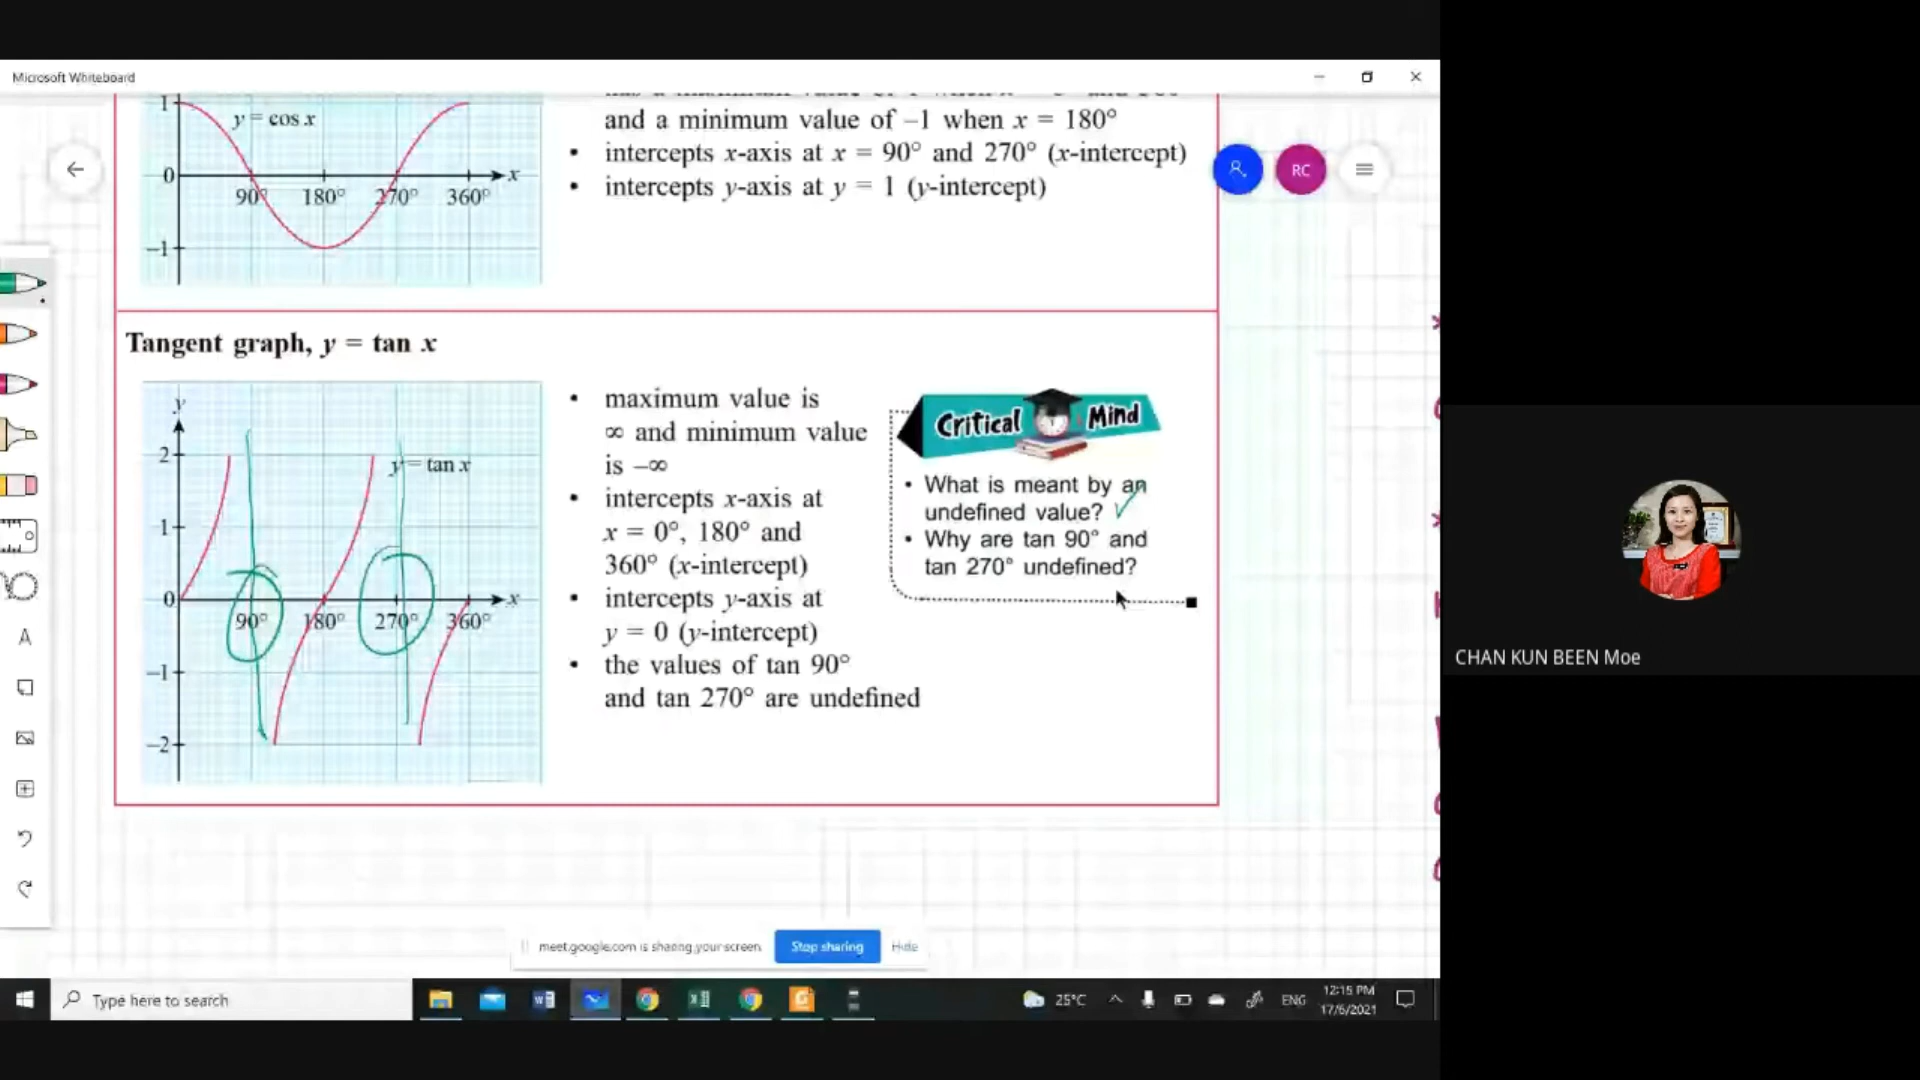 Microsoft Whiteboard
1
y = cos x
0
x
90°
180°
270°
360°
–1
and a minimum value of –1 when x = 180°
• intercepts x-axis at x = 90° and 270° (x-intercept)
• intercepts y-axis at y = 1 (y-intercept)
RC
Tangent graph, y = tan x
y
2
y = tan x
1
0
x
90°
180°
270°
360°
–1
–2
• maximum value is
∞ and minimum value
is –∞
• intercepts x-axis at
x = 0°, 180° and
360° (x-intercept)
• intercepts y-axis at
y = 0 (y-intercept)
• the values of tan 90°
and tan 270° are undefined
Critical Mind
• What is meant by an
undefined value?
• Why are tan 90° and
tan 270° undefined?
CHAN KUN BEEN Moe
meet.google.com is sharing your screen.
Stop sharing
Hide
Type here to search
25°C
ENG
12:15 PM
17/6/2021